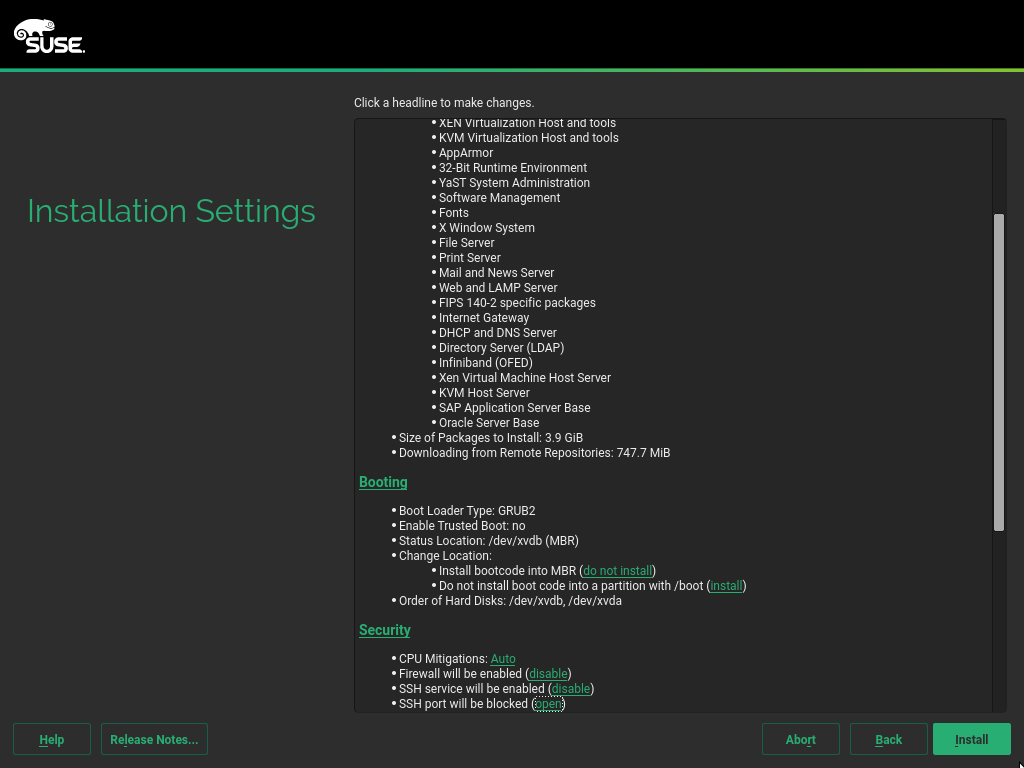 SUSE
Click a headline to make changes.
Installation Settings
• XEN Virtualization Host and tools
• KVM Virtualization Host and tools
• AppArmor
• 32-Bit Runtime Environment
• YaST System Administration
• Software Management
• Fonts
• X Window System
• File Server
• Print Server
• Mail and News Server
• Web and LAMP Server
• FIPS 140-2 specific packages
• Internet Gateway
• DHCP and DNS Server
• Directory Server (LDAP)
• Infiniband (OFED)
• Xen Virtual Machine Host Server
• KVM Host Server
• SAP Application Server Base
• Oracle Server Base
• Size of Packages to Install: 3.9 GiB
• Downloading from Remote Repositories: 747.7 MiB
Booting
• Boot Loader Type: GRUB2
• Enable Trusted Boot: no
• Status Location: /dev/xvdb (MBR)
• Change Location:
• Install bootcode into MBR (do not install)
• Do not install boot code into a partition with /boot (install)
• Order of Hard Disks: /dev/xvdb, /dev/xvda
Security
• CPU Mitigations: Auto
• Firewall will be enabled (disable)
• SSH service will be enabled (disable)
• SSH port will be blocked (open)
Help Release Notes... Abort Back Install